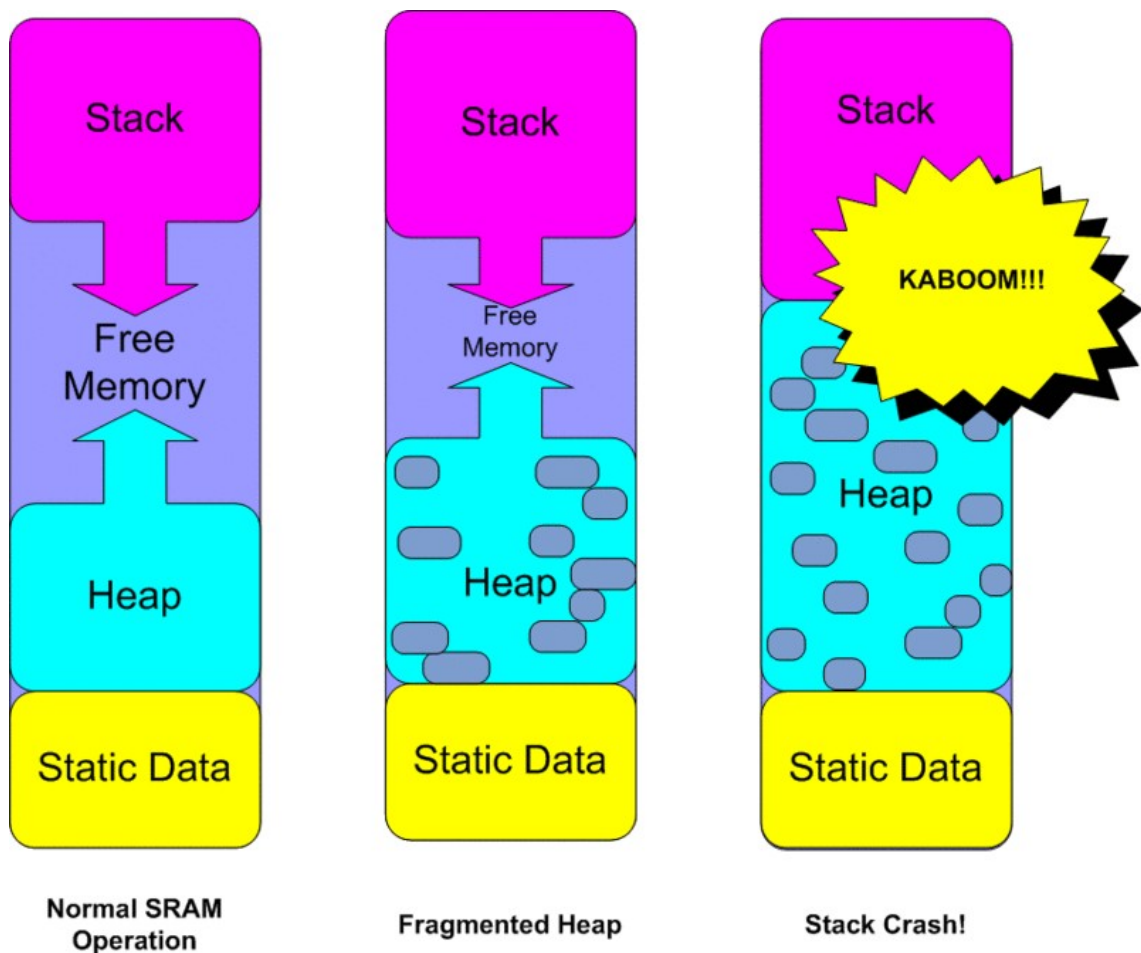 Stack
Free
Memory
Heap
Static Data
Normal SRAM
Operation
Stack
Free
Memory
Heap
Static Data
Fragmented Heap
Stack
KABOOM!!!
Heap
Static Data
Stack Crash!